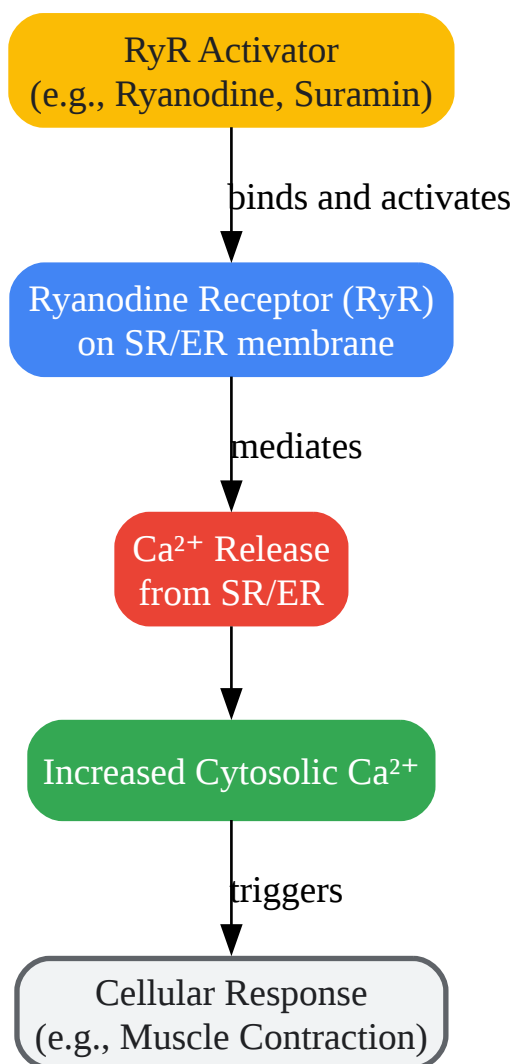 RyR Activator
(e.g., Ryanodine, Suramin)
binds and activates
Ryanodine Receptor (RyR)
on SR/ER membrane
mediates
Ca²⁺ Release
from SR/ER
Increased Cytosolic Ca²⁺
triggers
Cellular Response
(e.g., Muscle Contraction)